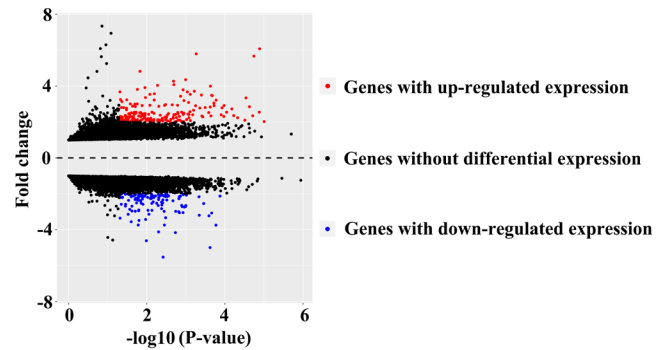 8
4
0
-4
-8
Fold change
0
2
4
6
-log10 (P-value)
Genes with up-regulated expression
Genes without differential expression
Genes with down-regulated expression